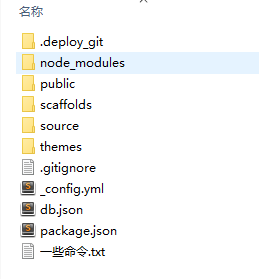 名称
.deploy_git
node_modules
public
scaffolds
source
themes
.gitignore
_config.yml
db.json
package.json
一些命令.txt